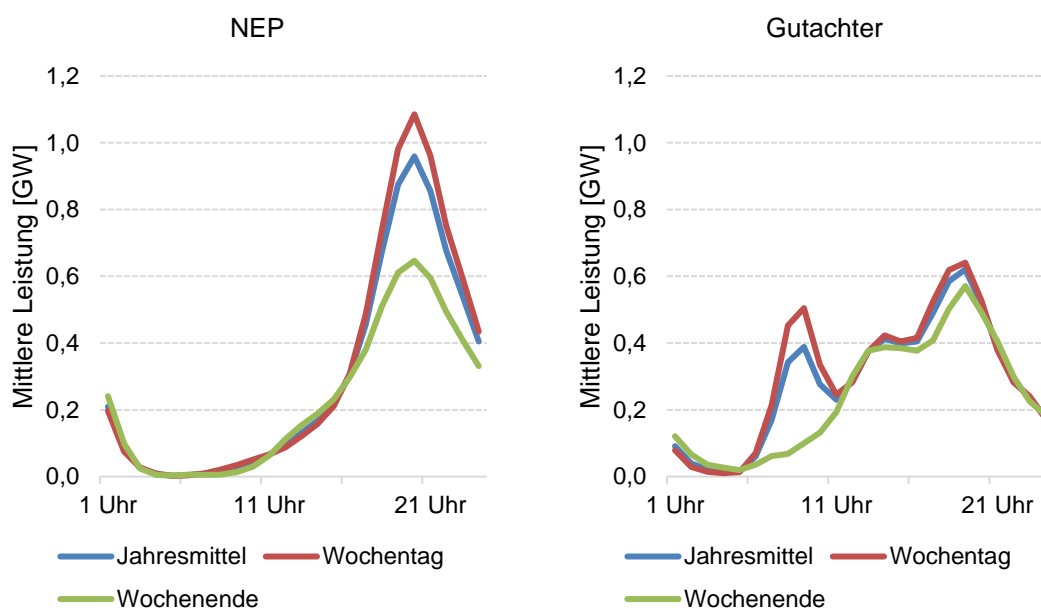 NEP
Mittlere Leistung [GW]
1,2
1,0
0,8
0,6
0,4
0,2
0,0
1 Uhr 11 Uhr 21 Uhr
Jahresmittel Wochentag
Wochenende
Gutachter
Mittlere Leistung [GW]
1,2
1,0
0,8
0,6
0,4
0,2
0,0
1 Uhr 11 Uhr 21 Uhr
Jahresmittel Wochentag
Wochenende